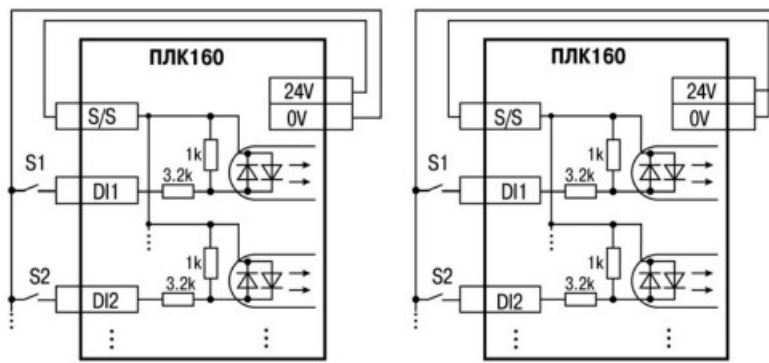 ПЛК160
24V
0V
S/S
1k
S1
3.2k
DI1
1k
S2
3.2k
DI2
ПЛК160
24V
0V
S/S
1k
S1
3.2k
DI1
1k
S2
3.2k
DI2